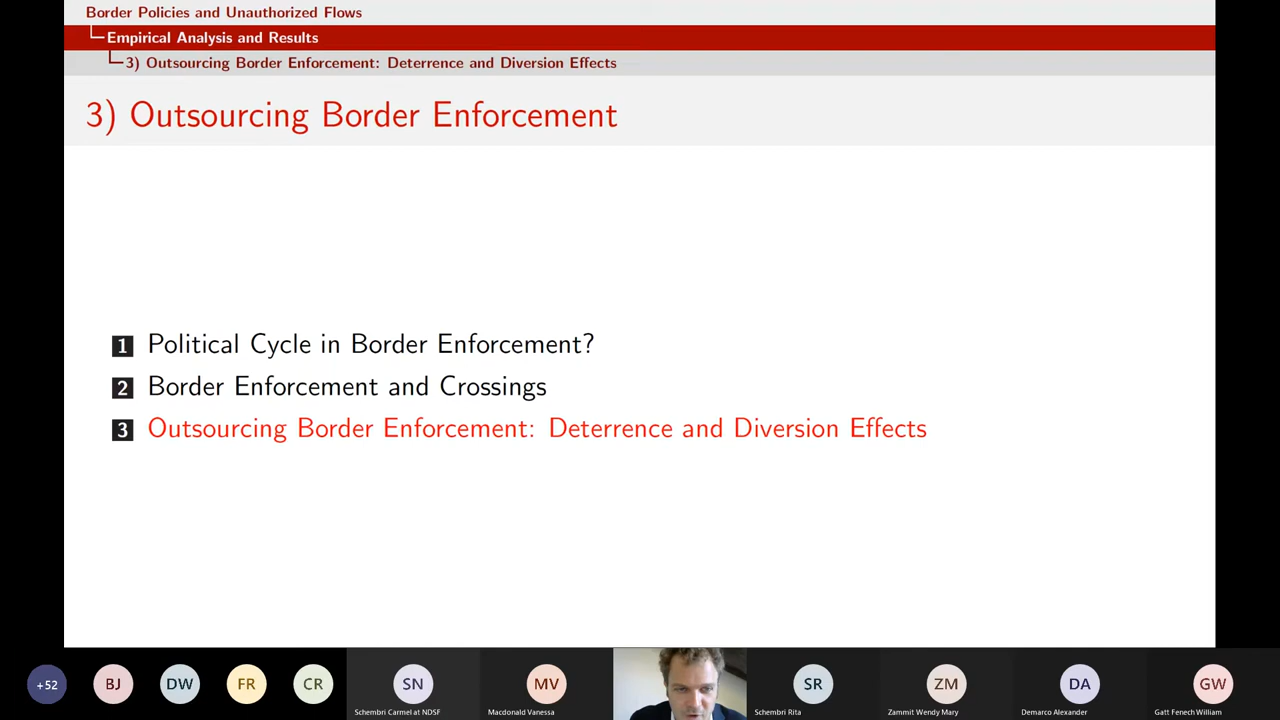 Border Policies and Unauthorized Flows
Empirical Analysis and Results
3) Outsourcing Border Enforcement: Deterrence and Diversion Effects
3) Outsourcing Border Enforcement
1 Political Cycle in Border Enforcement?
2 Border Enforcement and Crossings
3 Outsourcing Border Enforcement: Deterrence and Diversion Effects
+52 BJ DW FR CR SN MV SR ZM DA GW
Schembri Carmel at NDSF Macdonald Vanessa Schembri Rita Zammit Wendy Mary Demarco Alexander Gatt Fenech William